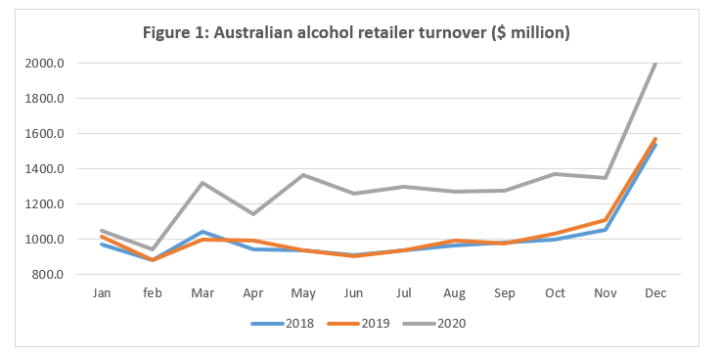 Figure 1: Australian alcohol retailer turnover ($ million)
2000.0
1800.0
1600.0
1400.0
1200.0
1000.0
800.0
Jan feb Mar Apr May Jun Jul Aug Sep Oct Nov Dec
2018 2019 2020